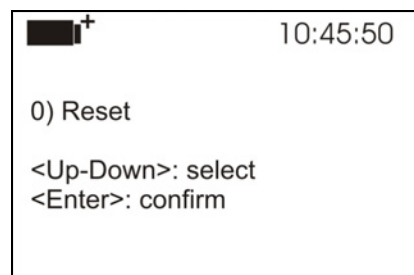 + 10:45:50
0) Reset
<Up-Down>: select
<Enter>: confirm